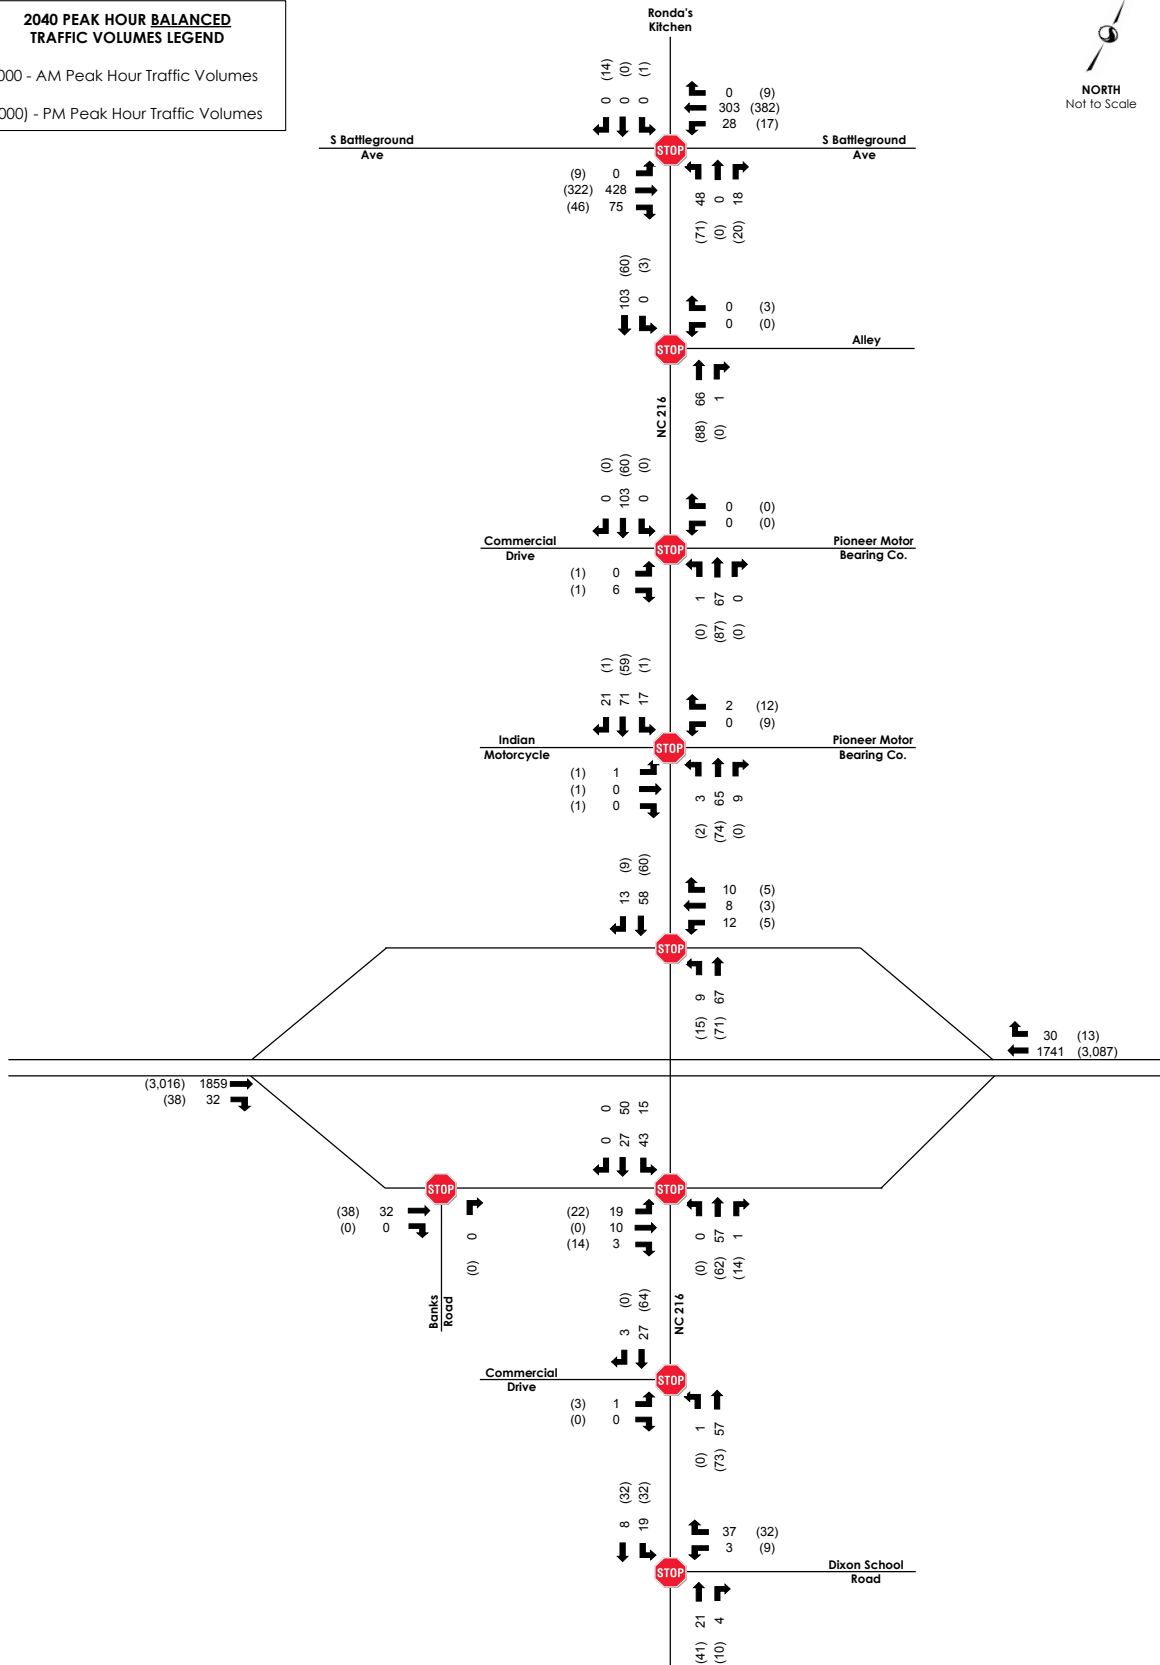 2040 PEAK HOUR BALANCED
TRAFFIC VOLUMES LEGEND
000 - AM Peak Hour Traffic Volumes
000) - PM Peak Hour Traffic Volumes
Ronda's
Kitchen
NORTH
Not to Scale
(14) (0) (1)
0 0 0
0 (9)
303 (382)
28 (17)
S Battleground
Ave
STOP
S Battleground
Ave
(9) 0
(322) 428
(46) 75
48 0 18
(71) (0) (20)
(60) (3)
103 0
0 (3)
0 (0)
STOP
Alley
66 1
(88) (0)
NC 216
(0) (60) (0)
0 103 0
0 (0)
0 (0)
Commercial
Drive
STOP
Pioneer Motor
Bearing Co.
(1) 0
(1) 6
1 67 0
(0) (87) (0)
(1) (59) (1)
21 71 17
2 (12)
0 (9)
Indian
Motorcycle
STOP
Pioneer Motor
Bearing Co.
(1) 1
(1) 0
(1) 0
3 65 9
(2) (74) (0)
(9) (60)
13 58
10 (5)
8 (3)
12 (5)
STOP
9 67
(15) (71)
30 (13)
1741 (3,087)
(3,016) 1859
(38) 32
0 50 15
0 27 43
STOP
STOP
(38) 32
(0) 0
0
(0)
(22) 19
(0) 10
(14) 3
0 57 1
(0) (62) (14)
Banks
Road
NC 216
(0) (64)
3 27
Commercial
Drive
STOP
(3) 1
(0) 0
1 57
(0) (73)
(32) (32)
8 19
37 (32)
3 (9)
STOP
Dixon School
Road
21 4
(41) (10)